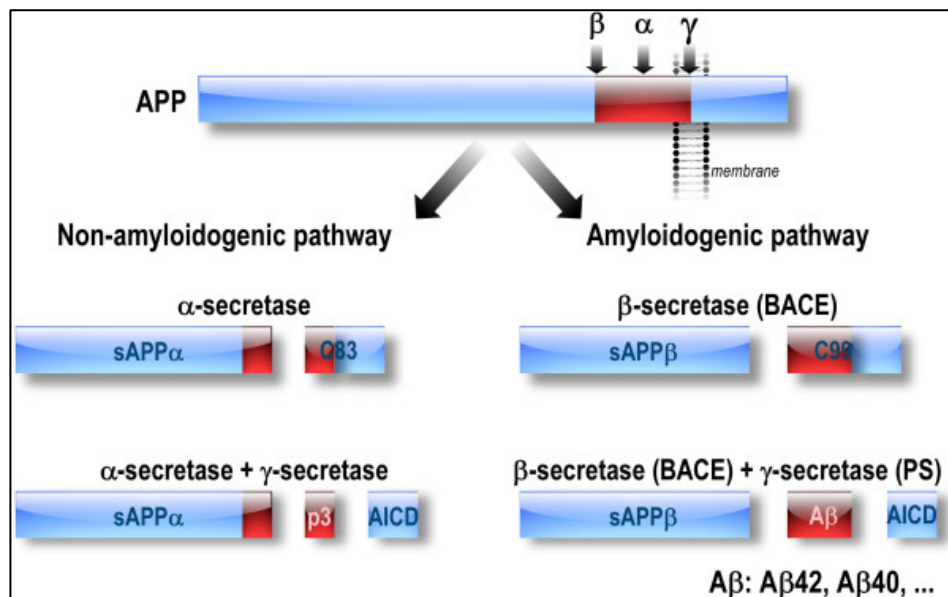 β α γ
APP
membrane
Non-amyloidogenic pathway
Amyloidogenic pathway
α-secretase
β-secretase (BACE)
sAPPα C83
sAPPβ C99
α-secretase + γ-secretase
β-secretase (BACE) + γ-secretase (PS)
sAPPα p3 AICD
sAPPβ Aβ AICD
Aβ: Aβ42, Aβ40, ...